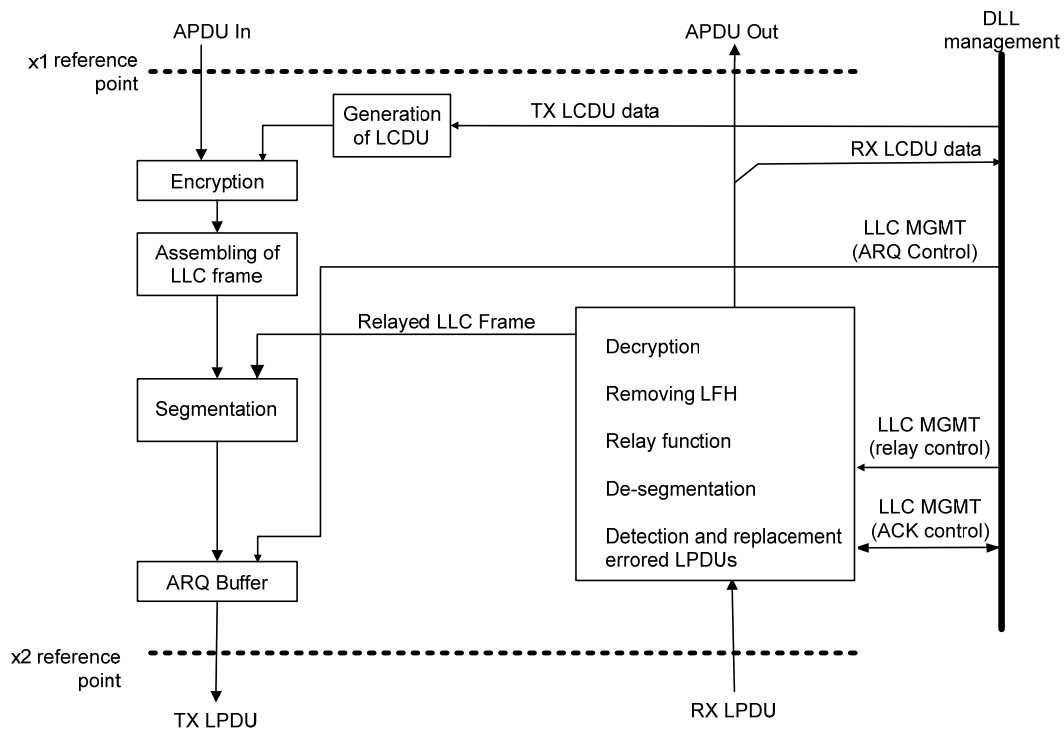 APDU In
APDU Out
DLL
management
x1 reference
point
Generation
of LCDU
TX LCDU data
RX LCDU data
Encryption
Assembling of
LLC frame
LLC MGMT
(ARQ Control)
Relayed LLC Frame
Decryption
Removing LFH
Segmentation
Relay function
LLC MGMT
(relay control)
De-segmentation
LLC MGMT
(ACK control)
Detection and replacement
errored LPDUs
ARQ Buffer
x2 reference
point
TX LPDU
RX LPDU